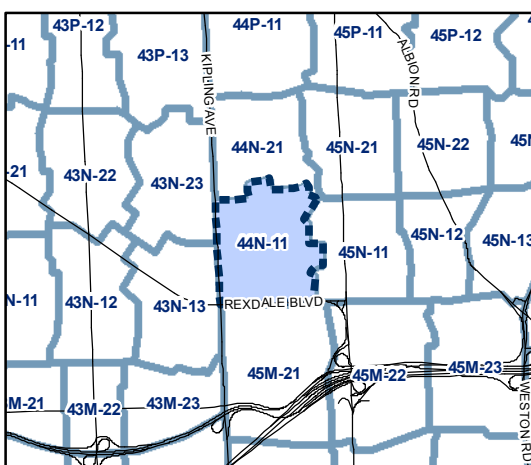 43P-12
44P-11
45P-11
45P-12
-11
43P-13
KIPLING AVE
ALBION RD
44N-21
45N-21
45N-22
45N
-21
43N-22
43N-23
44N-11
45N-11
45N-12
45N-13
N-11
43N-12
43N-13
REXDALE BLVD
45M-21
45M-22
45M-23
M-21
43M-22
43M-23
WESTON RD